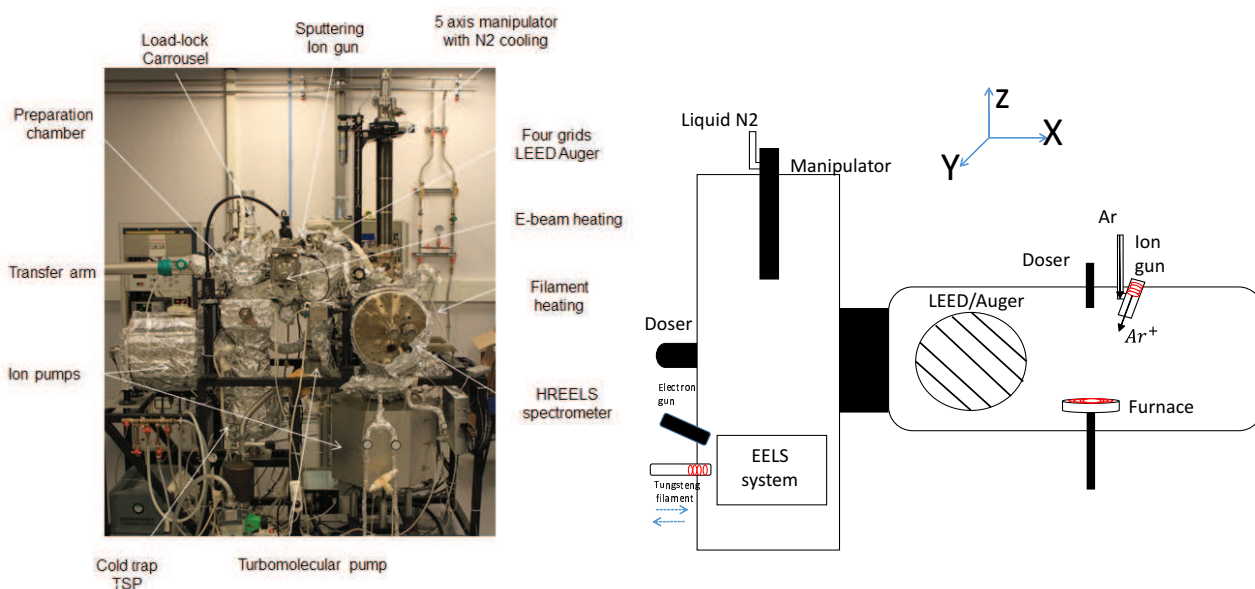 Load-lock
Carrousel
Sputtering
Ion gun
5 axis manipulator
with N2 cooling
Preparation
chamber
Four grids
LEED Auger
E-beam heating
Transfer arm
Filament
heating
Ion pumps
HREELS
spectrometer
Cold trap
TSP
Turbomolecular pump
Z
X
Y
Liquid N2
Manipulator
Ar
Ion
gun
Doser
LEED/Auger
Ar+
Doser
Electron
gun
Furnace
EELS
system
Tungsteng
filament